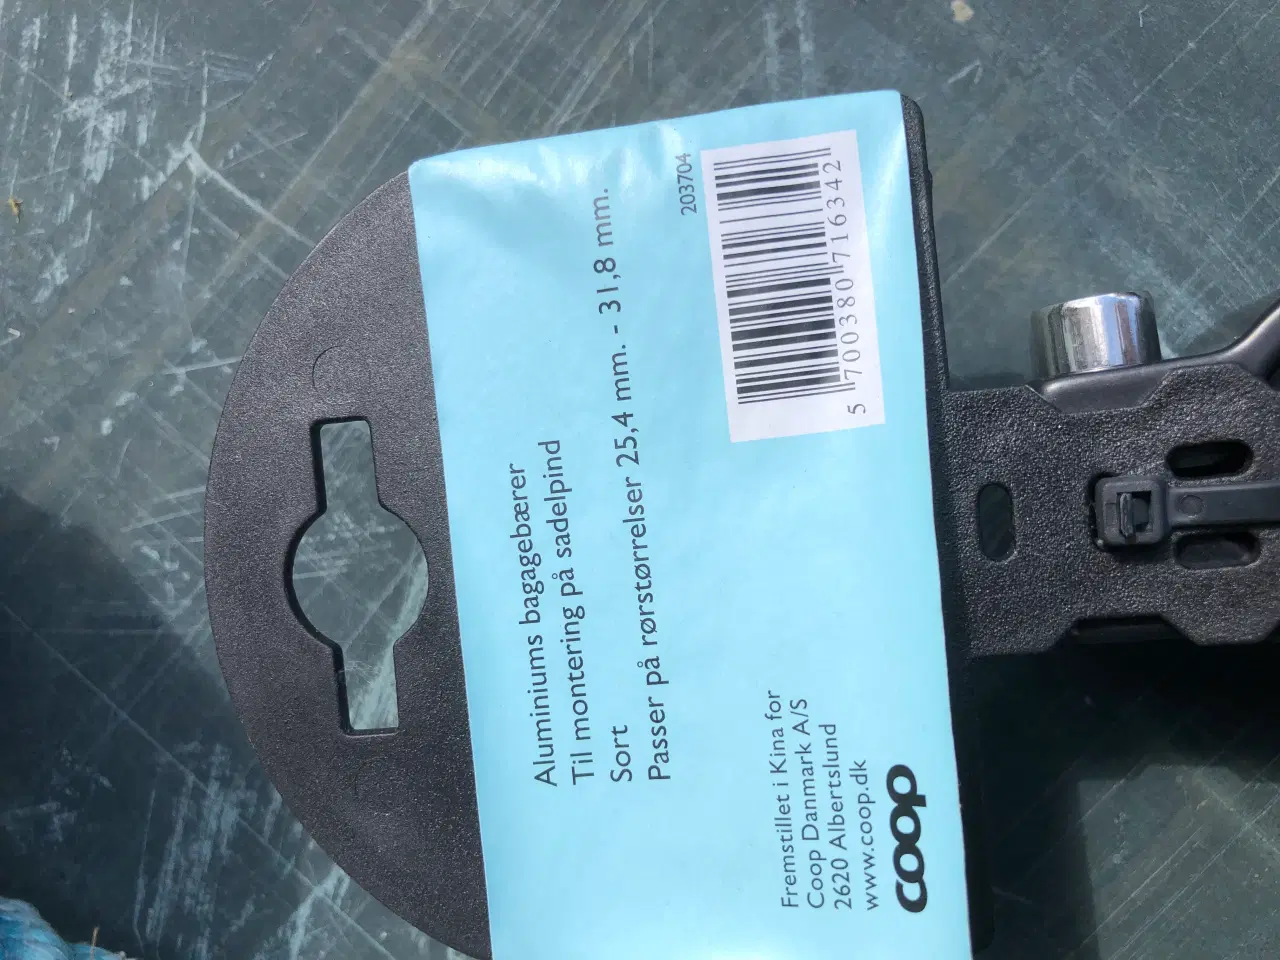 Aluminiums bagagebærer
Til montering på sadelpind
Sort
Passer på rørstørrelser 25,4 mm. - 31,8 mm.
203704
5 700380 716342
Fremstillet i Kina for
Coop Danmark A/S
2620 Albertslund
www.coop.dk
coop